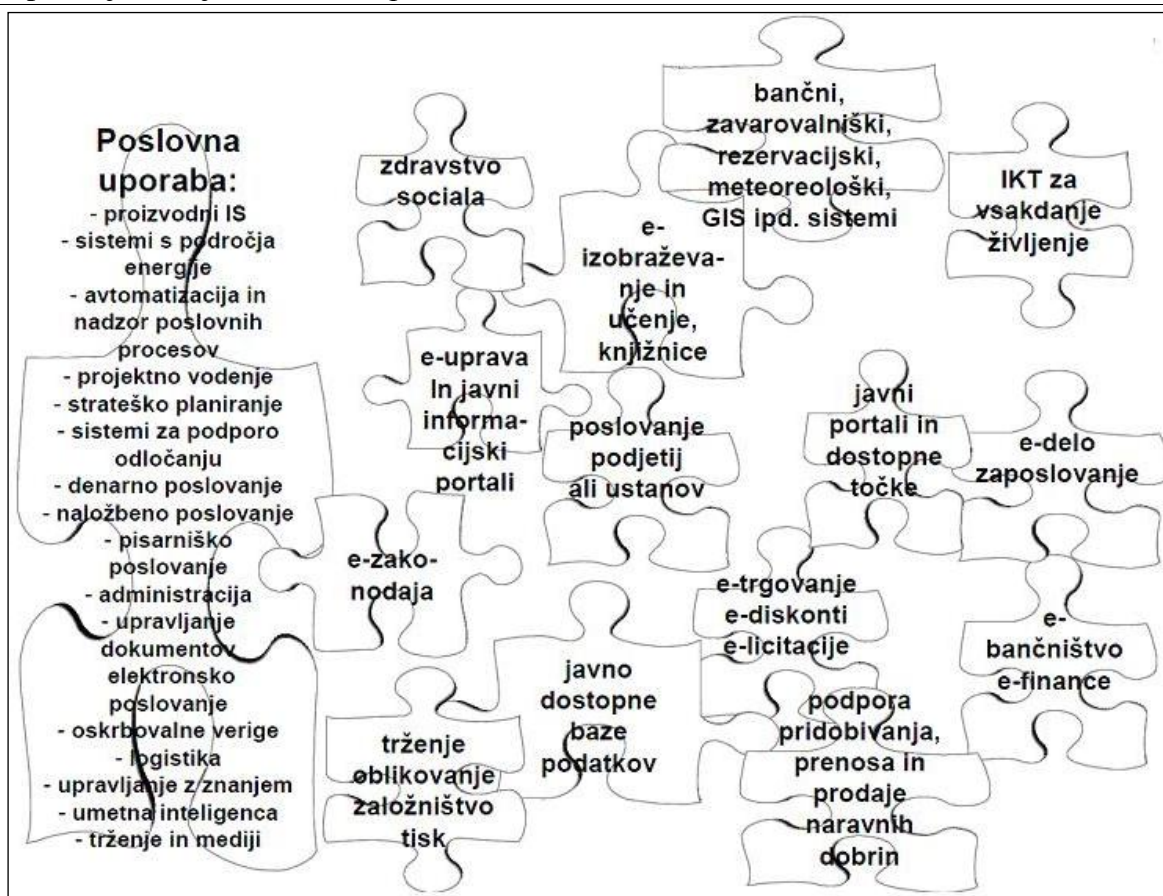 Poslovna
uporaba:
- proizvodni IS
- sistemi s področja
energije
- avtomatizacija in
nadzor poslovnih
procesov
- projektno vodenje
- strateško planiranje
- sistemi za podporo
odločanju
- denarno poslovanje
- naložbeno poslovanje
- pisarniško
poslovanje
- administracija
- upravljanje
dokumentov
elektronsko
poslovanje
- oskrbovalne verige
- logistika
- upravljanje z znanjem
- umetna inteligenca
- trženje in mediji
zdravstvo
sociala
bančni,
zavarovalniški,
rezervacijski,
meteoreološki,
GIS ipd. sistemi
IKT za
vsakdanje
življenje
e-
izobraževa-
nje in
učenje,
knjižnice
e-uprava
In javni
informa-
cijski
portali
poslovanje
podjetij
ali ustanov
javni
portali in
dostopne
točke
e-delo
zaposlovanje
e-zako-
nodaja
e-trgovanje
e-diskonti
e-licitacije
e-
bančništvo
e-finance
trženje
oblikovanje
založništvo
tisk
javno
dostopne
baze
podatkov
podpora
pridobivanja,
prenosa in
prodaje
naravnih
dobrin